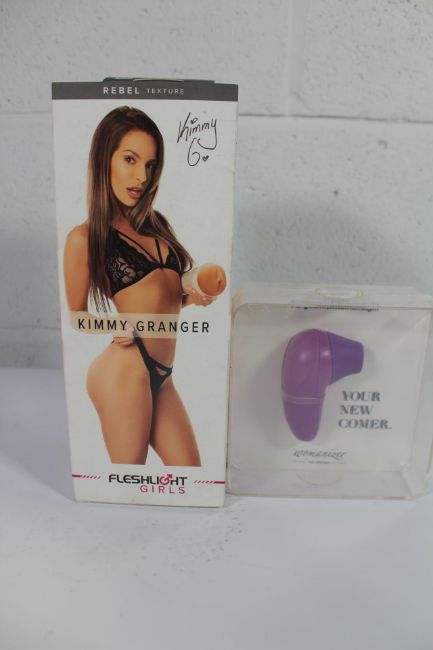 REBEL TEXTURE
Kimmy
G.
KIMMY GRANGER
FLESHLIGHT
GIRLS
YOUR
NEW
COMER.
womanizer